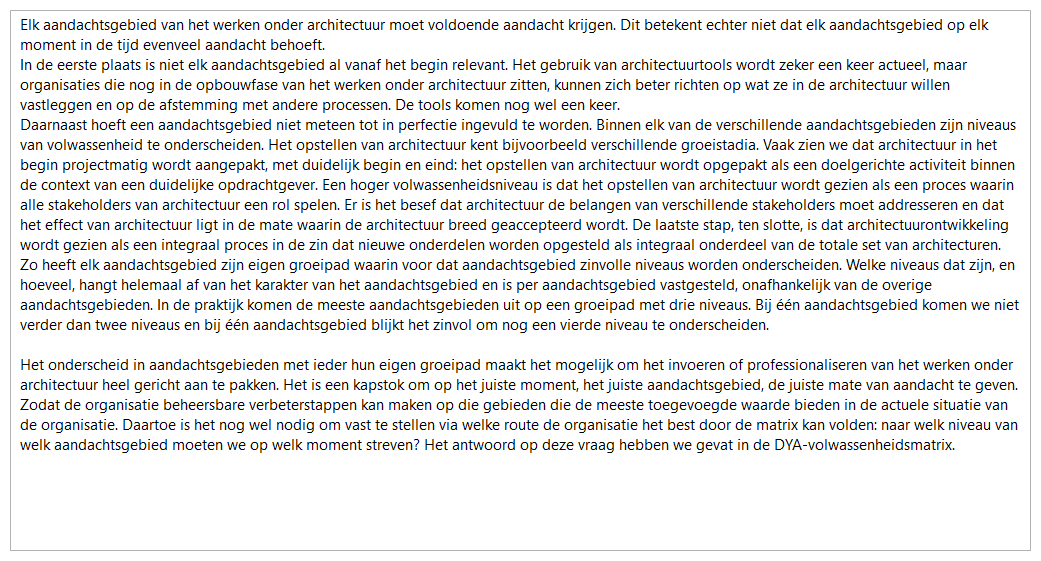 Elk aandachtsgebied van het werken onder architectuur moet voldoende aandacht krijgen. Dit betekent echter niet dat elk aandachtsgebied op elk
moment in de tijd evenveel aandacht behoeft.
In de eerste plaats is niet elk aandachtsgebied al vanaf het begin relevant. Het gebruik van architectuurtools wordt zeker een keer actueel, maar
organisaties die nog in de opbouwfase van het werken onder architectuur zitten, kunnen zich beter richten op wat ze in de architectuur willen
vastleggen en op de afstemming met andere processen. De tools komen nog wel een keer.
Daarnaast hoeft een aandachtsgebied niet meteen tot in perfectie ingevuld te worden. Binnen elk van de verschillende aandachtsgebieden zijn niveaus
van volwassenheid te onderscheiden. Het opstellen van architectuur kent bijvoorbeeld verschillende groeistadia. Vaak zien we dat architectuur in het
begin projectmatig wordt aangepakt, met duidelijk begin en eind: het opstellen van architectuur wordt opgepakt als een doelgerichte activiteit binnen
de context van een duidelijke opdrachtgever. Een hoger volwassenheidsniveau is dat het opstellen van architectuur wordt gezien als een proces waarin
alle stakeholders van architectuur een rol spelen. Er is het besef dat architectuur de belangen van verschillende stakeholders moet addresseren en dat
het effect van architectuur ligt in de mate waarin de architectuur breed geaccepteerd wordt. De laatste stap, ten slotte, is dat architectuurontwikkeling
wordt gezien als een integraal proces in de zin dat nieuwe onderdelen worden opgesteld als integraal onderdeel van de totale set van architecturen.
Zo heeft elk aandachtsgebied zijn eigen groeipad waarin voor dat aandachtsgebied zinvolle niveaus worden onderscheiden. Welke niveaus dat zijn, en
hoeveel, hangt helemaal af van het karakter van het aandachtsgebied en is per aandachtsgebied vastgesteld, onafhankelijk van de overige
aandachtsgebieden. In de praktijk komen de meeste aandachtsgebieden uit op een groeipad met drie niveaus. Bij één aandachtsgebied komen we niet
verder dan twee niveaus en bij één aandachtsgebied blijkt het zinvol om nog een vierde niveau te onderscheiden.

Het onderscheid in aandachtsgebieden met ieder hun eigen groeipad maakt het mogelijk om het invoeren of professionaliseren van het werken onder
architectuur heel gericht aan te pakken. Het is een kapstok om op het juiste moment, het juiste aandachtsgebied, de juiste mate van aandacht te geven.
Zodat de organisatie beheersbare verbeterstappen kan maken op die gebieden die de meeste toegevoegde waarde bieden in de actuele situatie van
de organisatie. Daartoe is het nog wel nodig om vast te stellen via welke route de organisatie het best door de matrix kan volden: naar welk niveau van
welk aandachtsgebied moeten we op welk moment streven? Het antwoord op deze vraag hebben we gevat in de DYA-volwassenheidsmatrix.